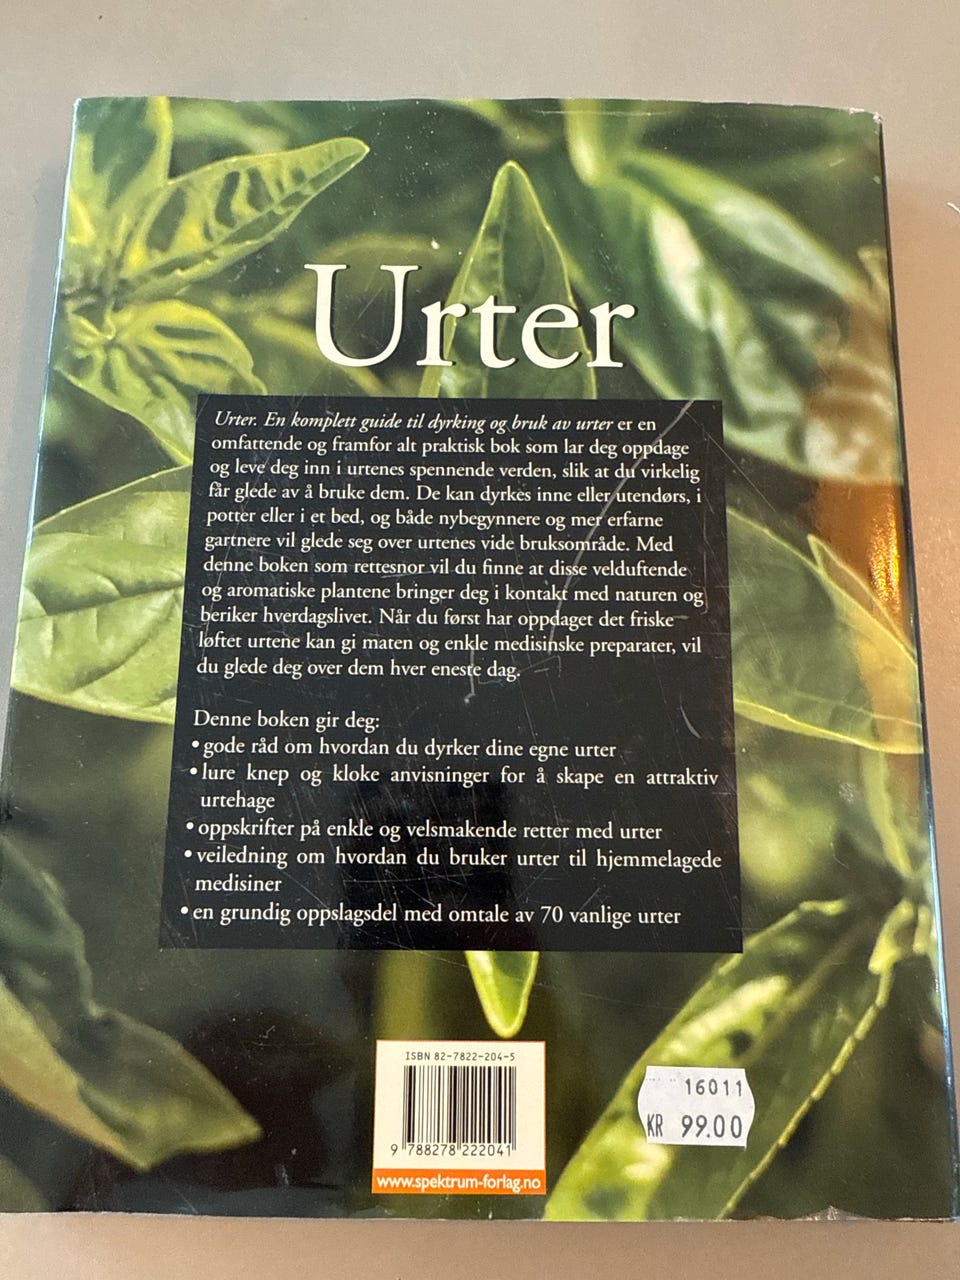 Urter
Urter. En komplett guide til dyrking og bruk av urter er en
omfattende og framfor alt praktisk bok som lar deg oppdage
og leve deg inn i urtenes spennende verden, slik at du virkelig
får glede av å bruke dem. De kan dyrkes inne eller utendørs, i
potter eller i et bed, og både nybegynnere og mer erfarne
gartnere vil glede seg over urtenes vide bruksområde. Med
denne boken som rettesnor vil du finne at disse velduftende
og aromatiske plantene bringer deg i kontakt med naturen og
beriker hverdagslivet. Når du først har oppdaget det friske
løftet urtene kan gi maten og enkle medisinske preparater, vil
du glede deg over dem hver eneste dag.
Denne boken gir deg:
• gode råd om hvordan du dyrker dine egne urter
• lure knep og kloke anvisninger for å skape en attraktiv
urtehage
• oppskrifter på enkle og velsmakende retter med urter
• veiledning om hvordan du bruker urter til hjemmelagede
medisiner
• en grundig oppslagsdel med omtale av 70 vanlige urter
ISBN 82-7822-204-5
9 788278 222041
www.spektrum-forlag.no
16011
KR 99.00